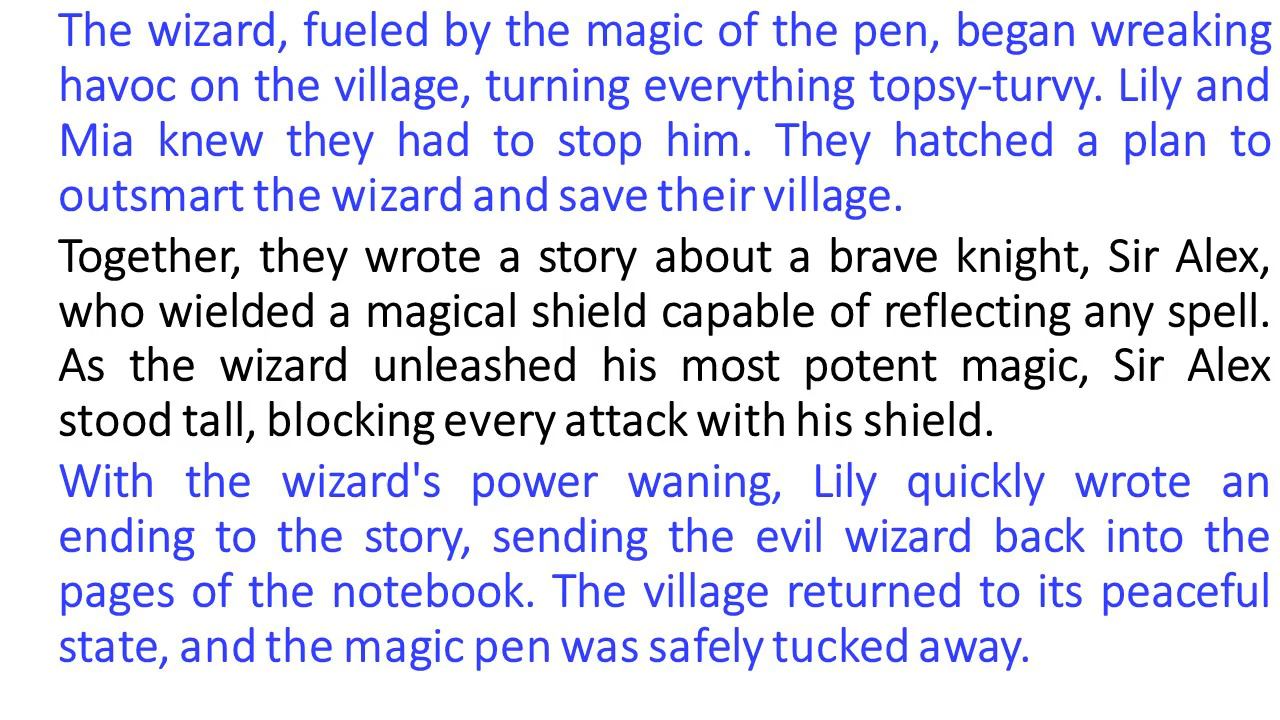 The wizard, fueled by the magic of the pen, began wreaking
havoc on the village, turning everything topsy-turvy. Lily and
Mia knew they had to stop him. They hatched a plan to
outsmart the wizard and save their village.
Together, they wrote a story about a brave knight, Sir Alex,
who wielded a magical shield capable of reflecting any spell.
As the wizard unleashed his most potent magic, Sir Alex
stood tall, blocking every attack with his shield.
With the wizard's power waning, Lily quickly wrote an
ending to the story, sending the evil wizard back into the
pages of the notebook. The village returned to its peaceful
state, and the magic pen was safely tucked away.